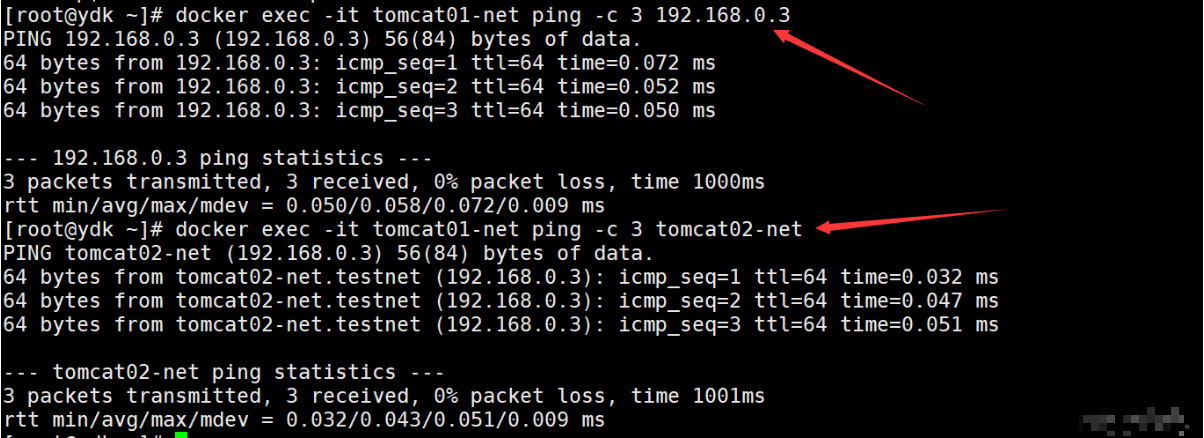 [root@ydk ~]# docker exec -it tomcat01-net ping -c 3 192.168.0.3
PING 192.168.0.3 (192.168.0.3) 56(84) bytes of data.
64 bytes from 192.168.0.3: icmp_seq=1 ttl=64 time=0.072 ms
64 bytes from 192.168.0.3: icmp_seq=2 ttl=64 time=0.052 ms
64 bytes from 192.168.0.3: icmp_seq=3 ttl=64 time=0.050 ms
--- 192.168.0.3 ping statistics ---
3 packets transmitted, 3 received, 0% packet loss, time 1000ms
rtt min/avg/max/mdev = 0.050/0.058/0.072/0.009 ms
[root@ydk ~]# docker exec -it tomcat01-net ping -c 3 tomcat02-net
PING tomcat02-net (192.168.0.3) 56(84) bytes of data.
64 bytes from tomcat02-net.testnet (192.168.0.3): icmp_seq=1 ttl=64 time=0.032 ms
64 bytes from tomcat02-net.testnet (192.168.0.3): icmp_seq=2 ttl=64 time=0.047 ms
64 bytes from tomcat02-net.testnet (192.168.0.3): icmp_seq=3 ttl=64 time=0.051 ms
--- tomcat02-net ping statistics ---
3 packets transmitted, 3 received, 0% packet loss, time 1001ms
rtt min/avg/max/mdev = 0.032/0.043/0.051/0.009 ms